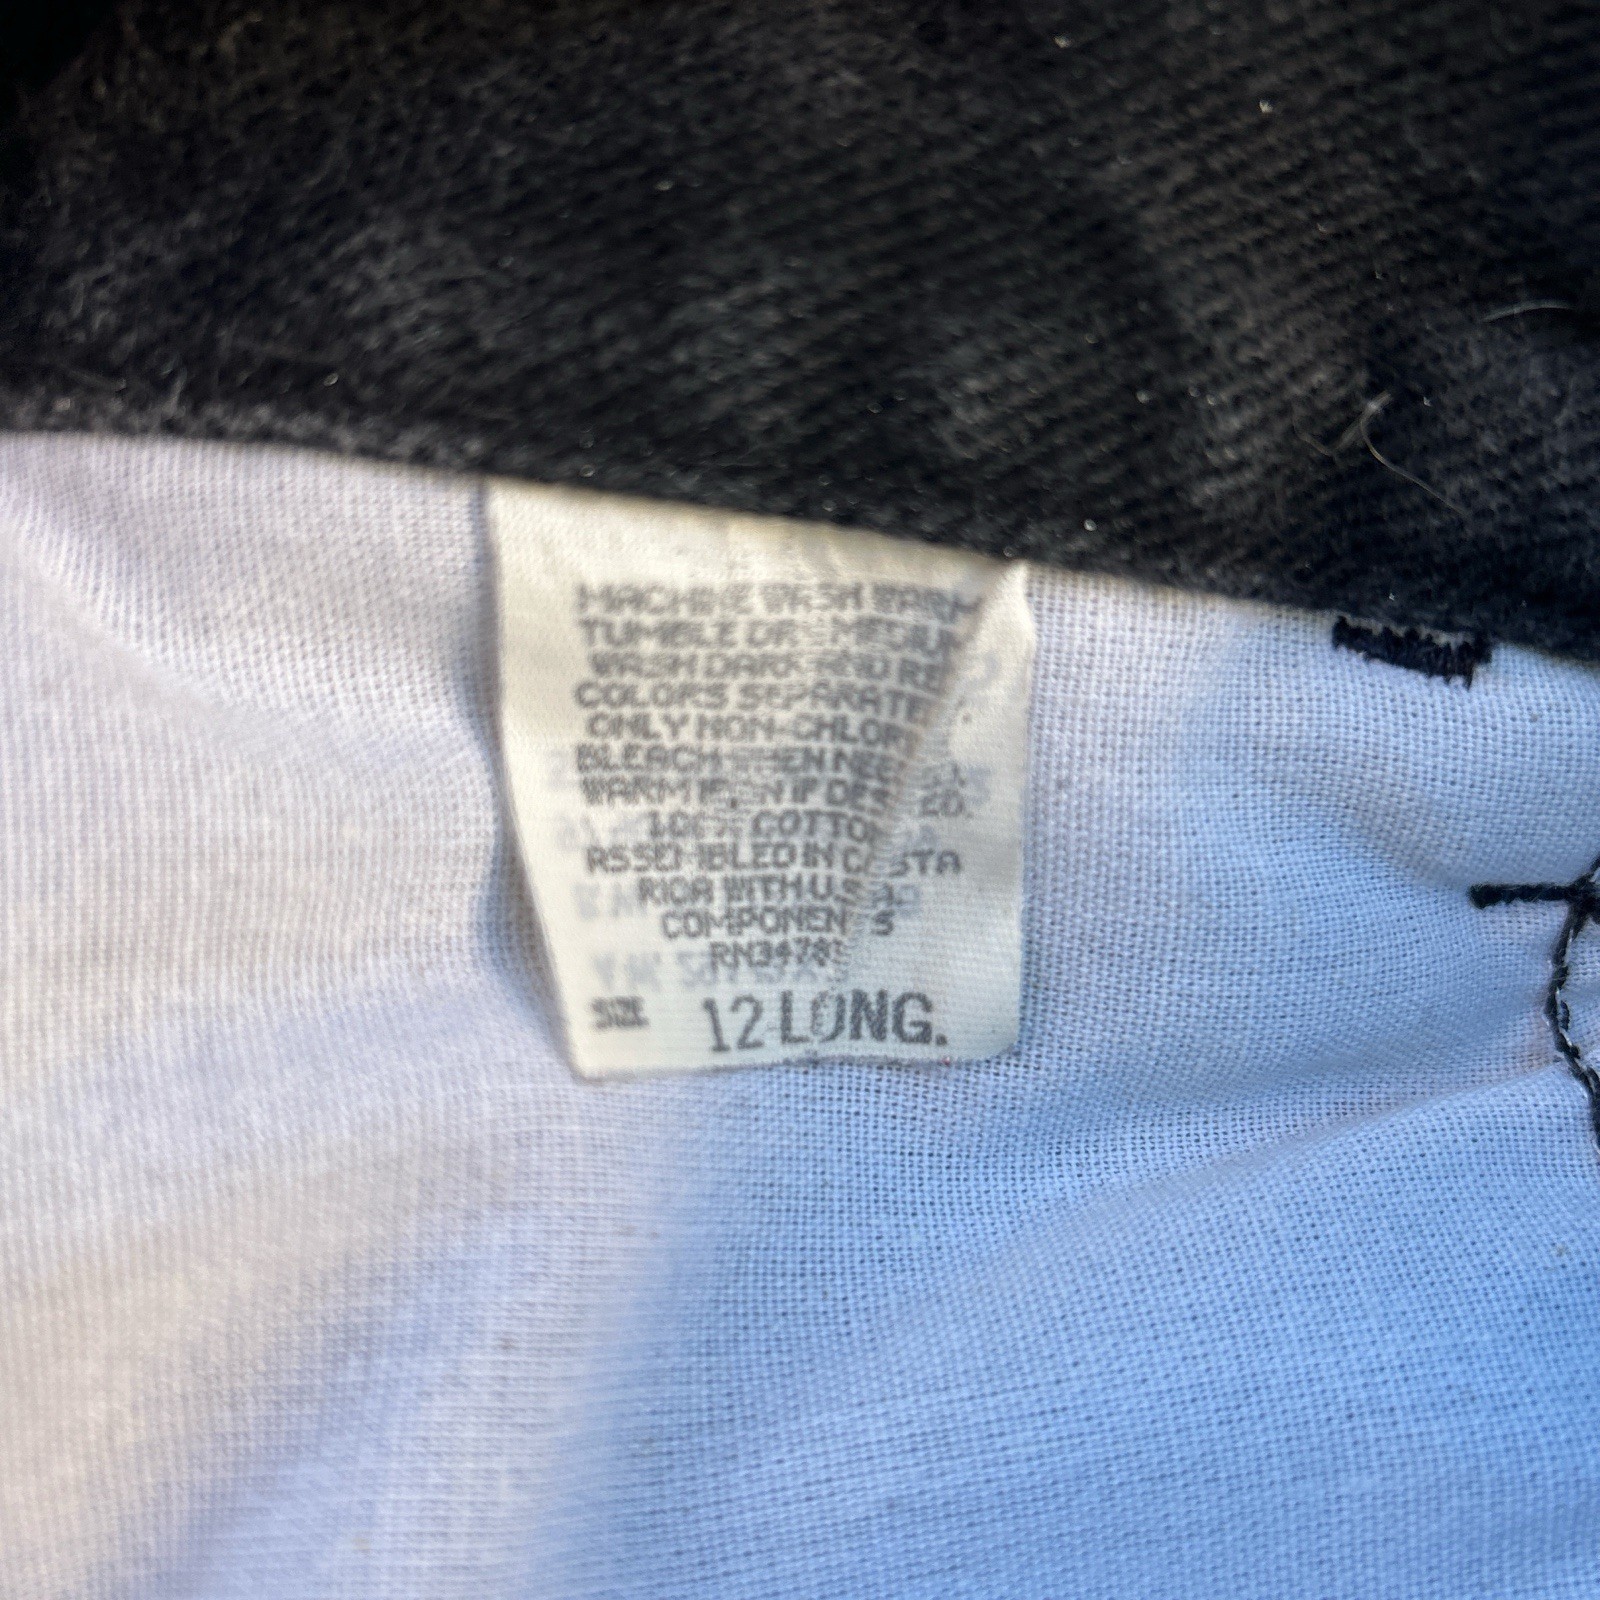 MACHINE WASH WARM
TUMBLE DRY MEDIUM
WASH DARK AND RED
COLORS SEPARATELY.
ONLY NON-CHLORINE
BLEACH WHEN NEEDED.
WARM IRON IF DESIRED.
100% COTTON
ASSEMBLED IN COSTA
RICA WITH U.S.
COMPONENTS
SIZE 12 LONG.